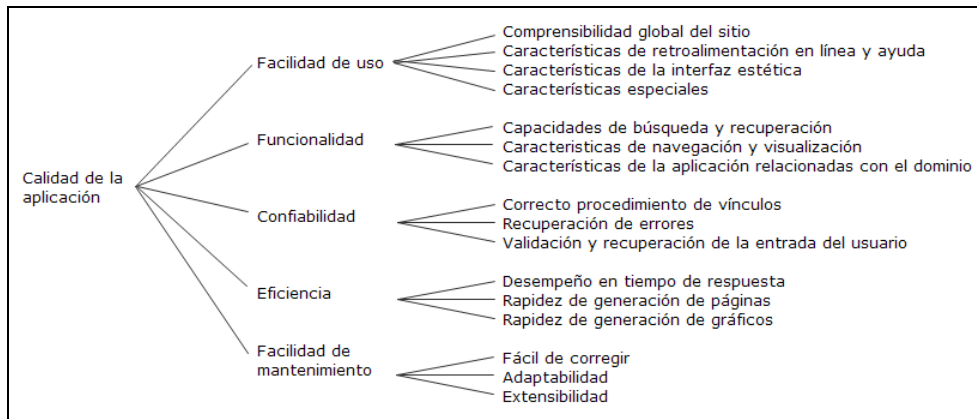 Calidad de la
aplicación
Facilidad de uso
Comprensibilidad global del sitio
Características de retroalimentación en línea y ayuda
Características de la interfaz estética
Características especiales
Funcionalidad
Capacidades de búsqueda y recuperación
Caracteristicas de navegación y visualización
Características de la aplicación relacionadas con el dominio
Confiabilidad
Correcto procedimiento de vínculos
Recuperación de errores
Validación y recuperación de la entrada del usuario
Eficiencia
Desempeño en tiempo de respuesta
Rapidez de generación de páginas
Rapidez de generación de gráficos
Facilidad de
mantenimiento
Fácil de corregir
Adaptabilidad
Extensibilidad